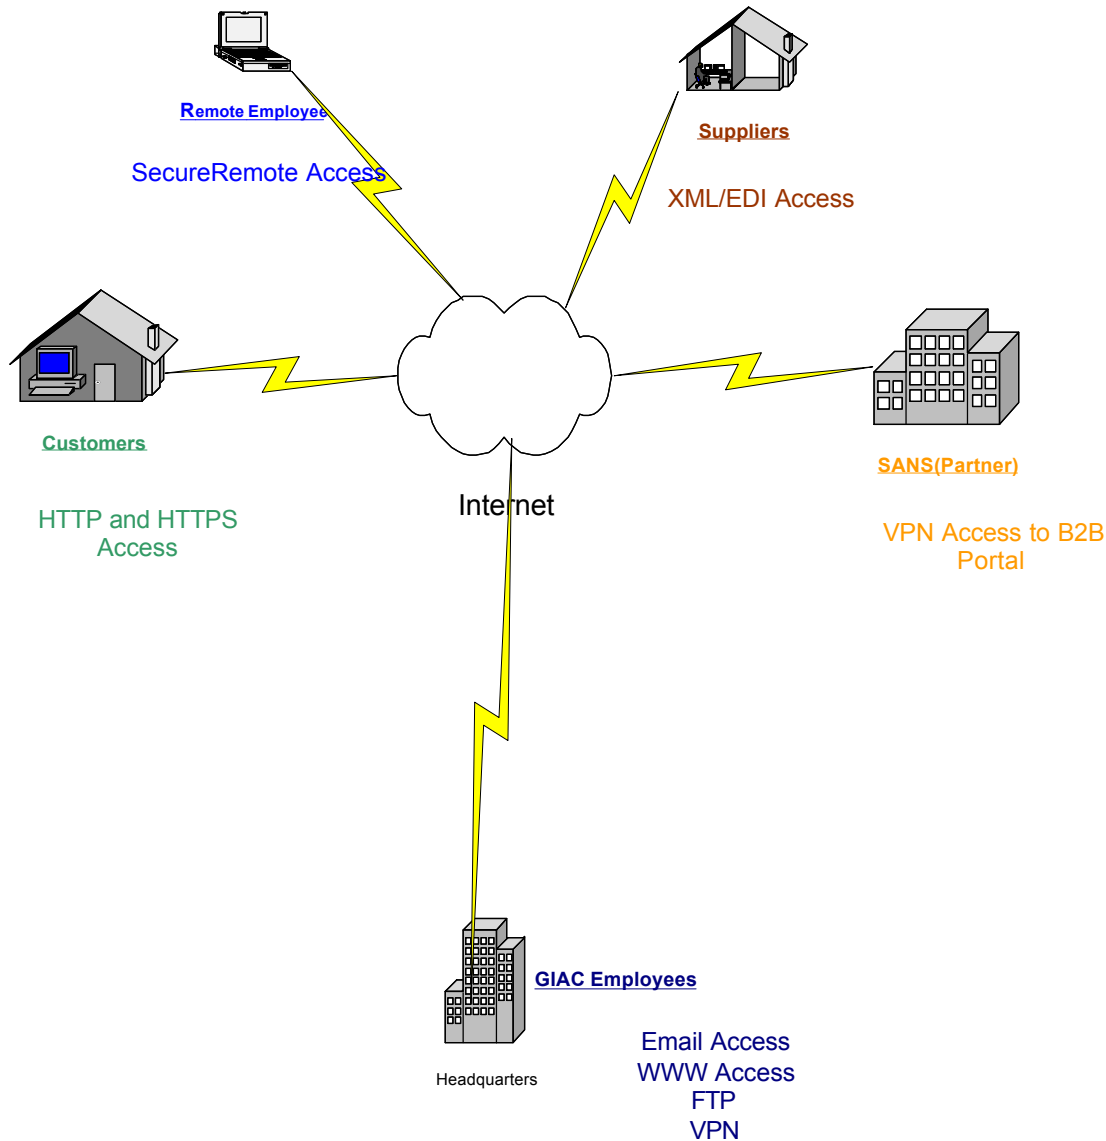 Remote Employee
SecureRemote Access
Suppliers
XML/EDI Access
Customers
HTTP and HTTPS
Access
Internet
SANS(Partner)
VPN Access to B2B
Portal
GIAC Employees
Headquarters
Email Access
WWW Access
FTP
VPN